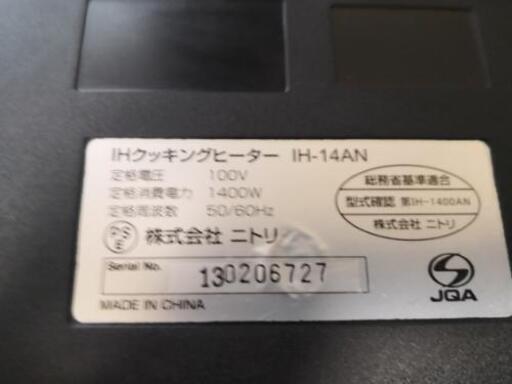 IHクッキングヒーター IH-14AN
定格電圧 100V
定格消費電力 1400W
定格周波数 50/60Hz
総務省基準適合
型式確認 第IH-1400AN
株式会社 ニトリ
PSE 株式会社 ニトリ
Serial No. 130206727
JQA
MADE IN CHINA